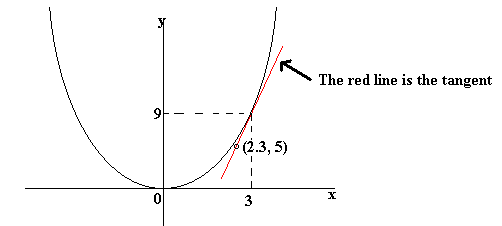 y
The red line is the tangent
9
(2.3, 5)
0
3
x